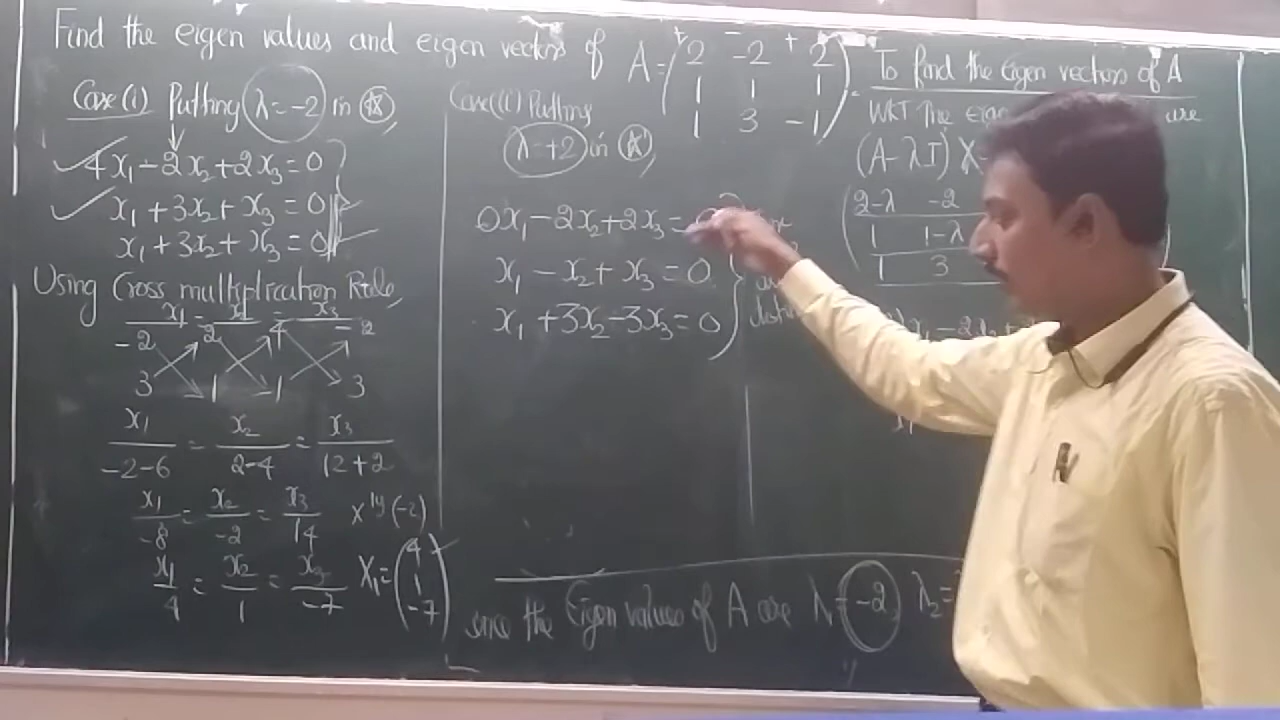 Find the eigen values and eigen vectors of A = ( 2 -2 2
1 1 1
1 3 -1 )
Case(i) Putting λ = -2 in
4x₁ - 2x₂ + 2x₃ = 0
x₁ + 3x₂ + x₃ = 0
x₁ + 3x₂ + x₃ = 0
Using Cross multiplication Rule,
x₁ = x₂ = x₃
-2 2 4 -2
3 1 1 3
x₁/-2-6 = x₂/2-4 = x₃/12+2
x₁/-8 = x₂/-2 = x₃/14 x'ly (-2)
x₁/4 = x₂/1 = x₃/-7 X₁ = ( 4
1
-7 )
Case(ii) Putting
λ = +2 in
0x₁ - 2x₂ + 2x₃ = 0
x₁ - x₂ + x₃ = 0
x₁ + 3x₂ - 3x₃ = 0
To find the Eigen vectors of A
WKT The are
(A - λI) X
2-λ -2
1 1-λ
1 3
since the Eigen values of A are λ = -2 λ₂ =